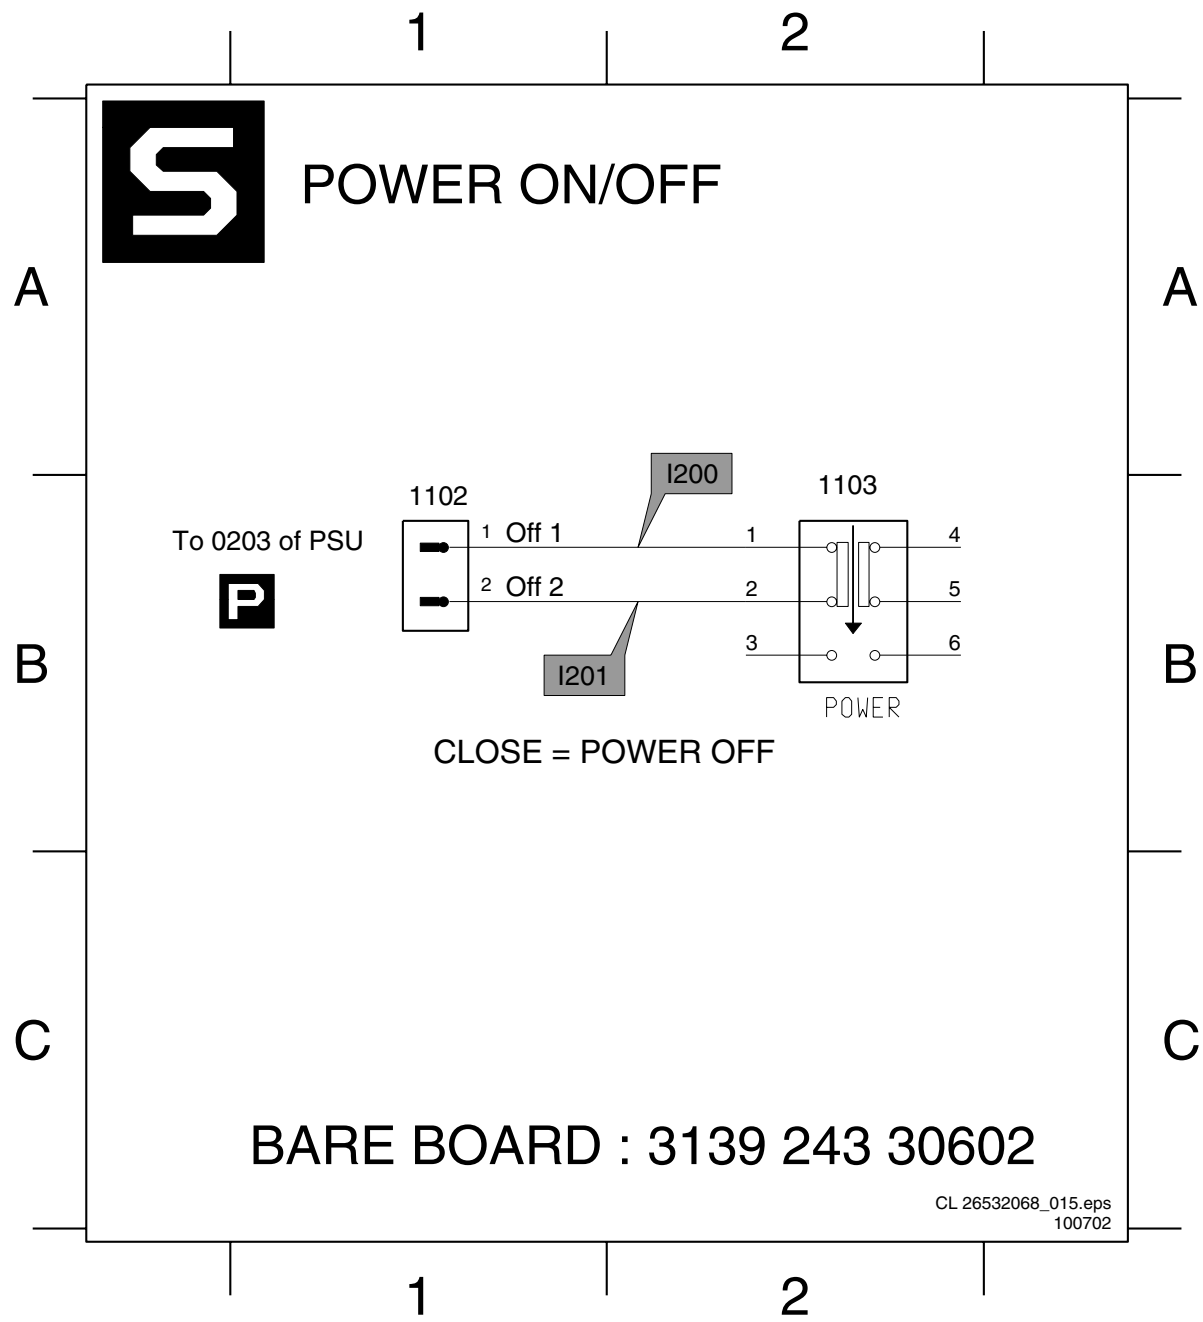 1 2
S POWER ON/OFF
A A
I200
1102 1103
To 0203 of PSU 1 Off 1 1 4
P 2 Off 2 2 5
3 6
B B
I201
POWER
CLOSE = POWER OFF
C C
BARE BOARD : 3139 243 30602
CL 26532068_015.eps
100702
1 2